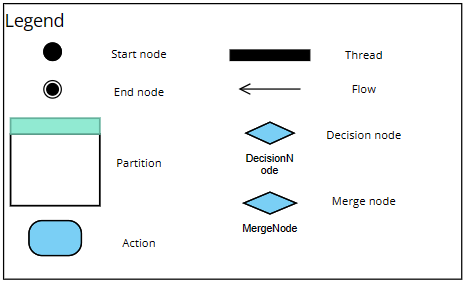 Legend
Start node
Thread
End node
Flow
Partition
DecisionN
ode
Decision node
Action
MergeNode
Merge node